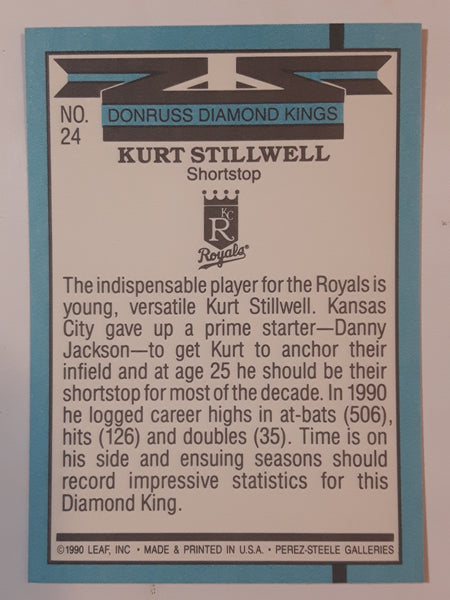 NO.
24
DONRUSS DIAMOND KINGS
KURT STILLWELL
Shortstop
KC
R
Royals®
The indispensable player for the Royals is
young, versatile Kurt Stillwell. Kansas
City gave up a prime starter—Danny
Jackson—to get Kurt to anchor their
infield and at age 25 he should be their
shortstop for most of the decade. In 1990
he logged career highs in at-bats (506),
hits (126) and doubles (35). Time is on
his side and ensuing seasons should
record impressive statistics for this
Diamond King.
©1990 LEAF, INC • MADE & PRINTED IN U.S.A. • PEREZ-STEELE GALLERIES